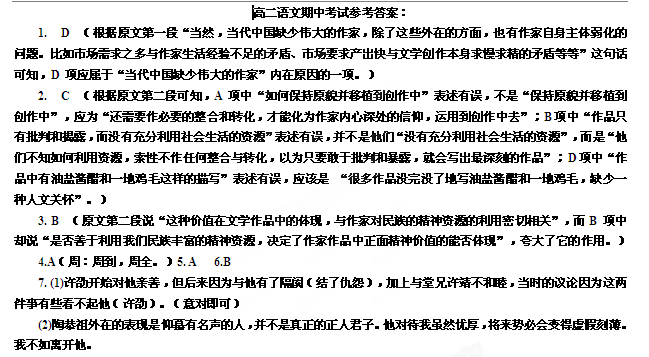 高二语文期中考试参考答案：
1. D （根据原文第一段“当然，当代中国缺少伟大的作家，除了这些外在的方面，也有作家自身主体弱化的
问题。比如市场需求之多与作家生活经验不足的矛盾、市场要求产出快与文学创作本身求慢求精的矛盾等等”这句话
可知，D 项应属于“当代中国缺少伟大的作家”内在原因的一项。）
2. C （根据原文第二段可知，A 项中“如何保持原貌并移植到创作中”表述有误，不是“保持原貌并移植到
创作中”，应为“还需要作必要的整合和转化，才能化为作家内心深处的信仰，运用到创作中去”；B项中“作品只
有批判和揭露，而没有充分利用社会生活的资源”表述有误，并不是他们“没有充分利用社会生活的资源”，而是“他
们不知如何利用资源，索性不作任何整合与转化，以为只要敢于批判和暴露，就会写出最深刻的作品”；D项中“作
品中有油盐酱醋和一地鸡毛这样的描写”表述有误，应该是 “很多作品没完没了地写油盐酱醋和一地鸡毛，缺少一
种人文关怀”。）
3. B （原文第二段说“这种价值在文学作品中的体现，与作家对民族的精神资源的利用密切相关”，而 B 项中
却说“是否善于利用我们民族丰富的精神资源，决定了作家作品中正面精神价值的能否体现”，夸大了它的作用。）
4.A（周：周到，周全。）5. A 6.B
7. (1)许劭开始对他亲善，但后来因为与他有了隔阂（结了仇怨），加上与堂兄许靖不和睦，当时的议论因为这两
件事有些看不起他（许劭）。（意对即可）
(2)陶恭祖外在的表现是仰慕有名声的人，并不是真正的正人君子。他对待我虽然优厚，将来势必会变得虚假刻薄。
我不如离开他。